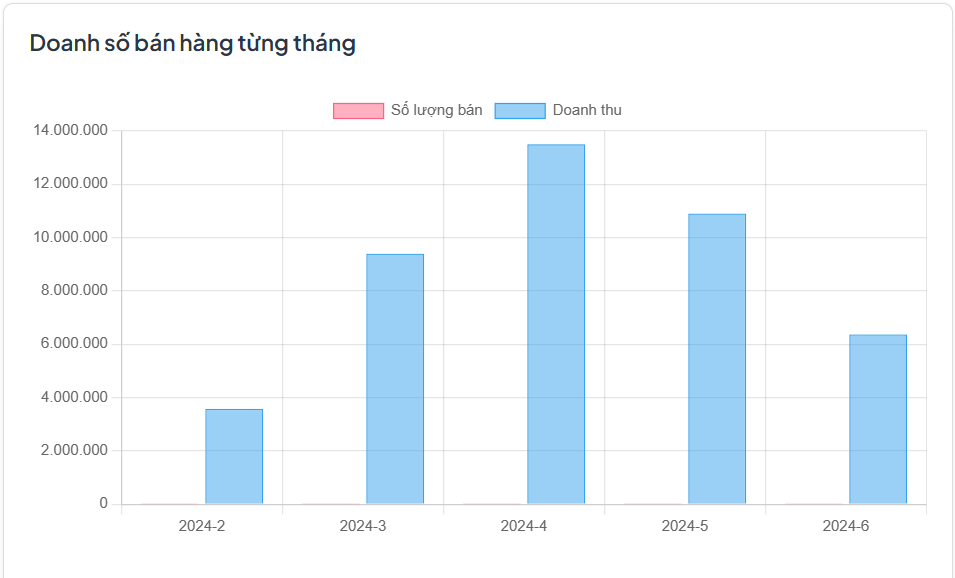 Doanh số bán hàng từng tháng
Số lượng bán Doanh thu
14.000.000
12.000.000
10.000.000
8.000.000
6.000.000
4.000.000
2.000.000
0
2024-2 2024-3 2024-4 2024-5 2024-6